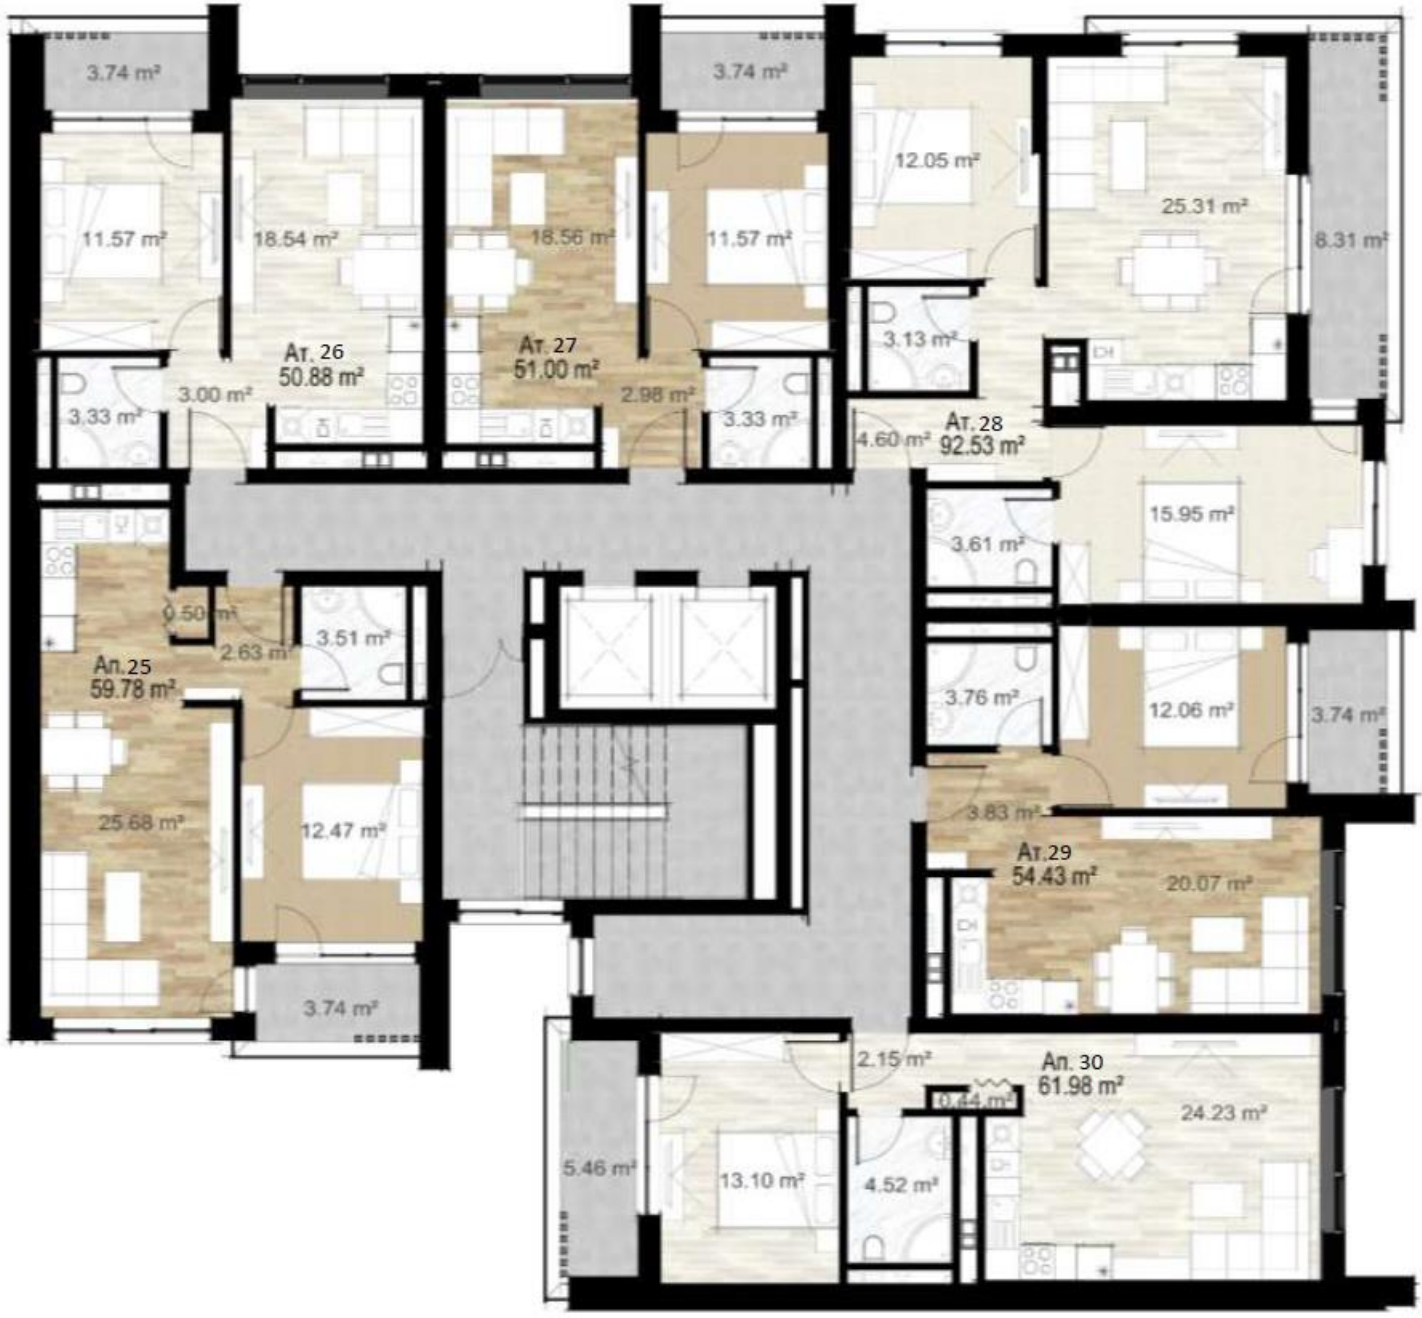 3.74 m²
3.74 m²
12.05 m²
25.31 m²
8.31 m²
11.57 m²
18.54 m²
18.56 m²
11.57 m²
Ат. 26
50.88 m²
Ат. 27
51.00 m²
3.13 m²
3.33 m²
3.00 m²
2.98 m²
3.33 m²
4.60 m²
Ат. 28
92.53 m²
15.95 m²
3.61 m²
0.50 m²
2.63 m²
3.51 m²
Ап. 25
59.78 m²
3.76 m²
12.06 m²
3.74 m²
25.68 m²
12.47 m²
3.83 m²
Ат. 29
54.43 m²
20.07 m²
3.74 m²
2.15 m²
Ап. 30
61.98 m²
0.44 m²
24.23 m²
5.46 m²
13.10 m²
4.52 m²